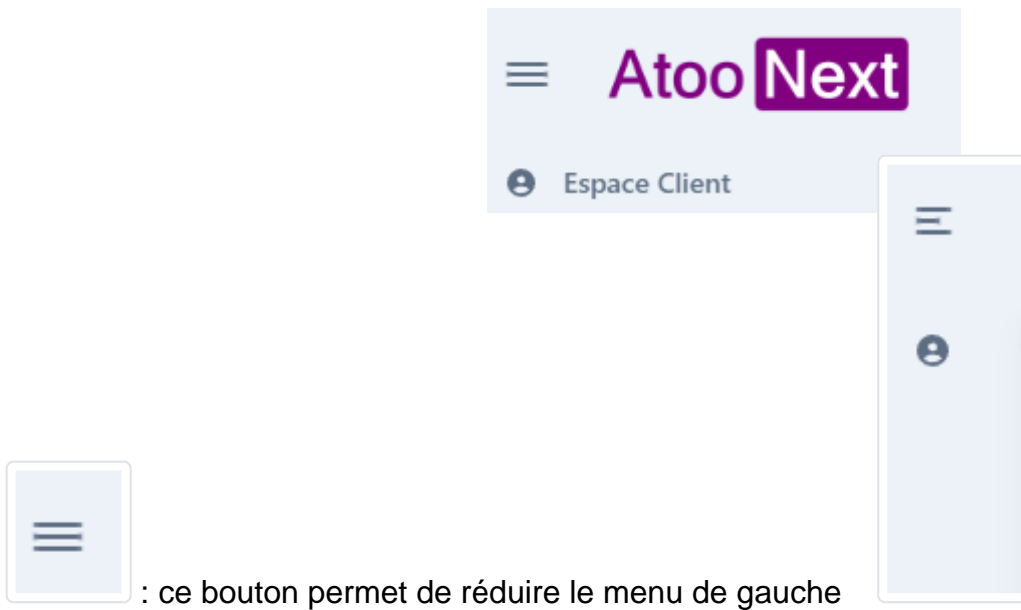 Atoo Next
Espace Client
: ce bouton permet de réduire le menu de gauche